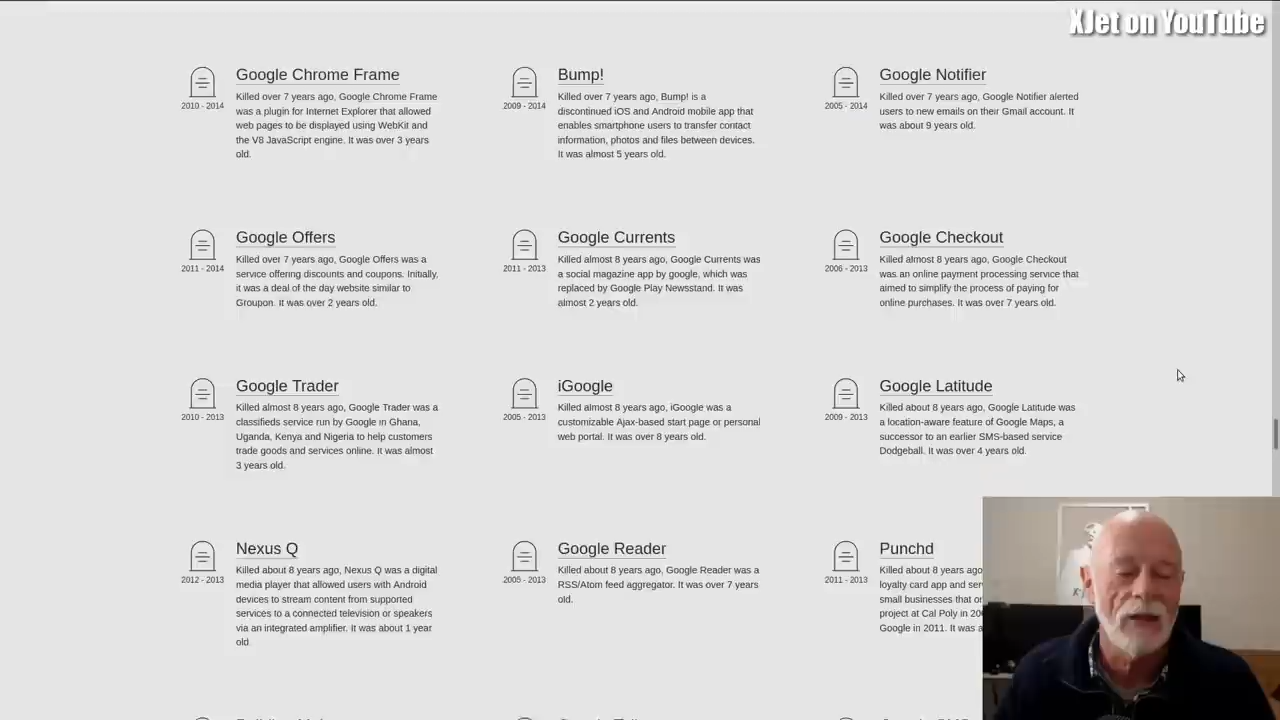 XJet on YouTube
Google Chrome Frame
2010 - 2014
Killed over 7 years ago, Google Chrome Frame
was a plugin for Internet Explorer that allowed
web pages to be displayed using WebKit and
the V8 JavaScript engine. It was over 3 years
old.
Bump!
2009 - 2014
Killed over 7 years ago, Bump! is a
discontinued iOS and Android mobile app that
enables smartphone users to transfer contact
information, photos and files between devices.
It was almost 5 years old.
Google Notifier
2005 - 2014
Killed over 7 years ago, Google Notifier alerted
users to new emails on their Gmail account. It
was about 9 years old.
Google Offers
2011 - 2014
Killed over 7 years ago, Google Offers was a
service offering discounts and coupons. Initially,
it was a deal of the day website similar to
Groupon. It was over 2 years old.
Google Currents
2011 - 2013
Killed almost 8 years ago, Google Currents was
a social magazine app by google, which was
replaced by Google Play Newsstand. It was
almost 2 years old.
Google Checkout
2006 - 2013
Killed almost 8 years ago, Google Checkout
was an online payment processing service that
aimed to simplify the process of paying for
online purchases. It was over 7 years old.
Google Trader
2010 - 2013
Killed almost 8 years ago, Google Trader was a
classifieds service run by Google in Ghana,
Uganda, Kenya and Nigeria to help customers
trade goods and services online. It was almost
3 years old.
iGoogle
2005 - 2013
Killed almost 8 years ago, iGoogle was a
customizable Ajax-based start page or personal
web portal. It was over 8 years old.
Google Latitude
2009 - 2013
Killed about 8 years ago, Google Latitude was
a location-aware feature of Google Maps, a
successor to an earlier SMS-based service
Dodgeball. It was over 4 years old.
Nexus Q
2012 - 2013
Killed about 8 years ago, Nexus Q was a digital
media player that allowed users with Android
devices to stream content from supported
services to a connected television or speakers
via an integrated amplifier. It was about 1 year
old.
Google Reader
2005 - 2013
Killed about 8 years ago, Google Reader was a
RSS/Atom feed aggregator. It was over 7 years
old.
Punchd
2011 - 2013
Killed about 8 years ago
loyalty card app and
small businesses that
project at Cal Poly in
Google in 2011. It was